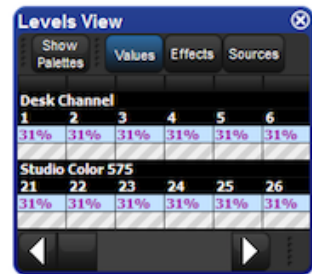 Levels View
Show Palettes Values Effects Sources
Desk Channel
1 2 3 4 5 6
31% 31% 31% 31% 31% 31%
Studio Color 575
21 22 23 24 25 26
31% 31% 31% 31% 31% 31%